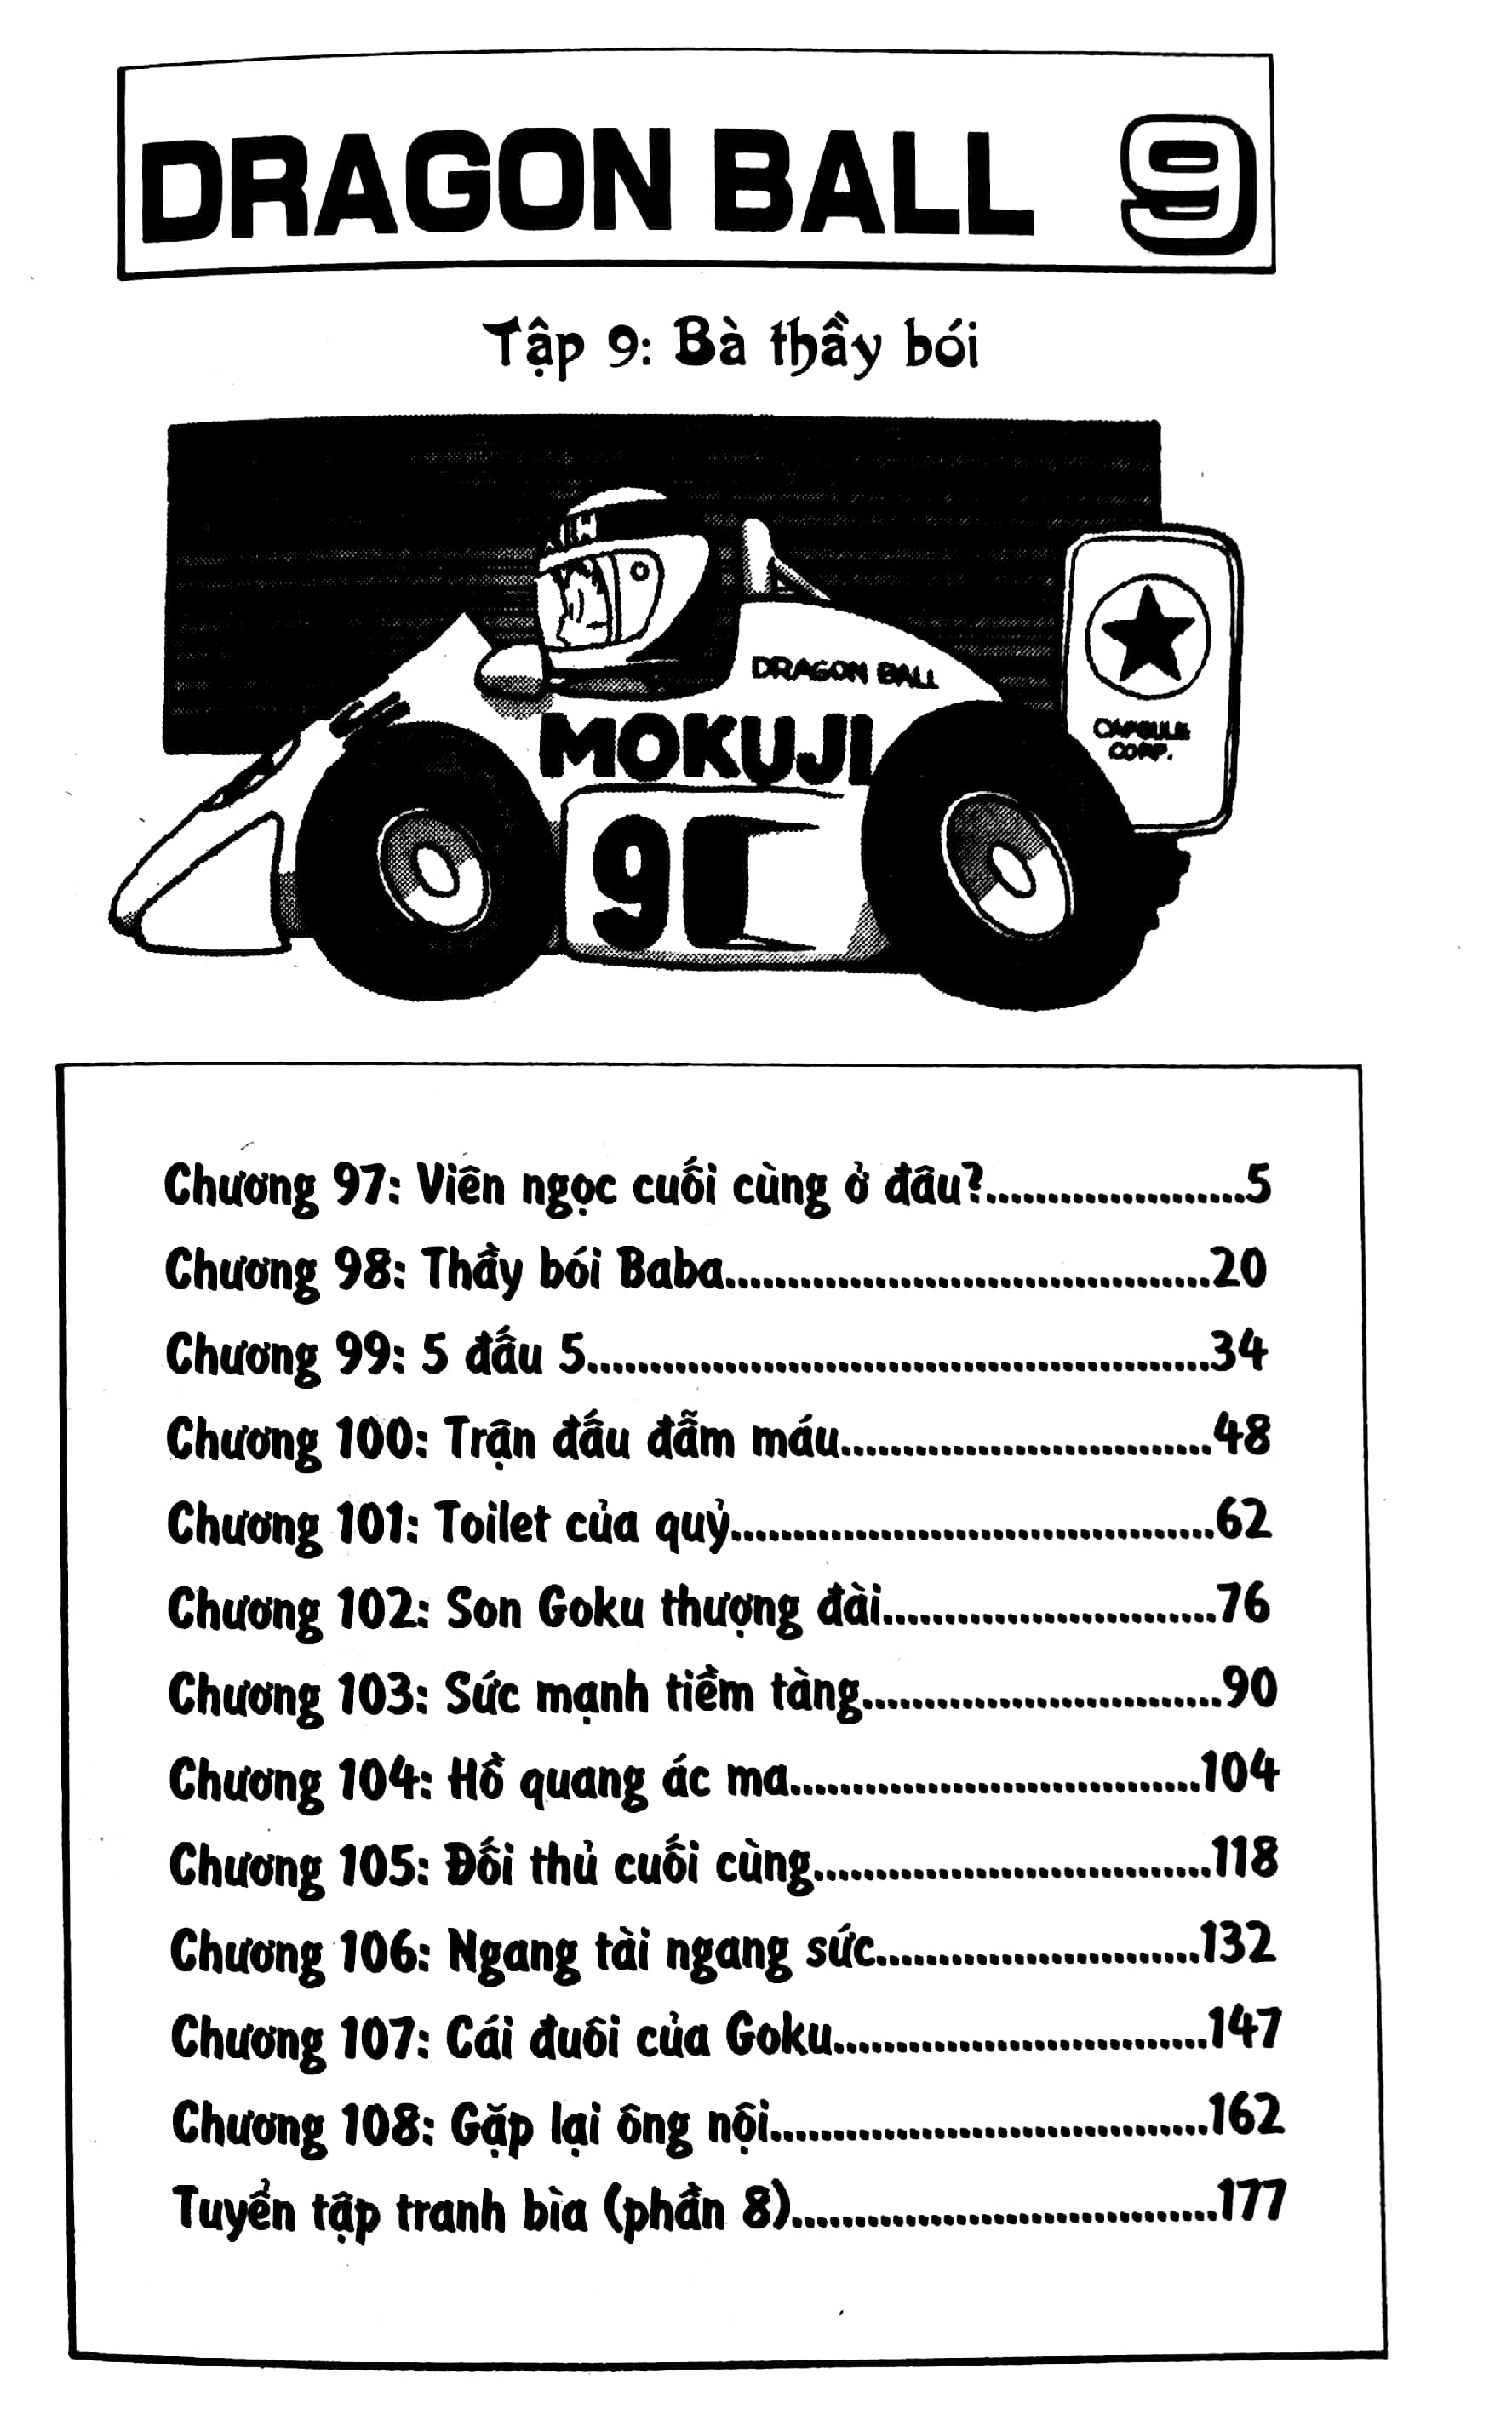 DRAGON BALL 9
Tập 9: Bà thầy bói
DRAGON BALL
MOKUJI
CAPSULE
CORP.
9
Chương 97: Viên ngọc cuối cùng ở đâu?.....................5
Chương 98: Thầy bói Baba.......................................20
Chương 99: 5 đấu 5..................................................34
Chương 100: Trận đấu đẫm máu..............................48
Chương 101: Toilet của quỷ.......................................62
Chương 102: Son Goku thượng đài...........................76
Chương 103: Sức mạnh tiềm tàng.............................90
Chương 104: Hồ quang ác ma.................................104
Chương 105: Đối thủ cuối cùng................................118
Chương 106: Ngang tài ngang sức..........................132
Chương 107: Cái đuôi của Goku..............................147
Chương 108: Gặp lại ông nội...................................162
Tuyển tập tranh bìa (phần 8)..................................177